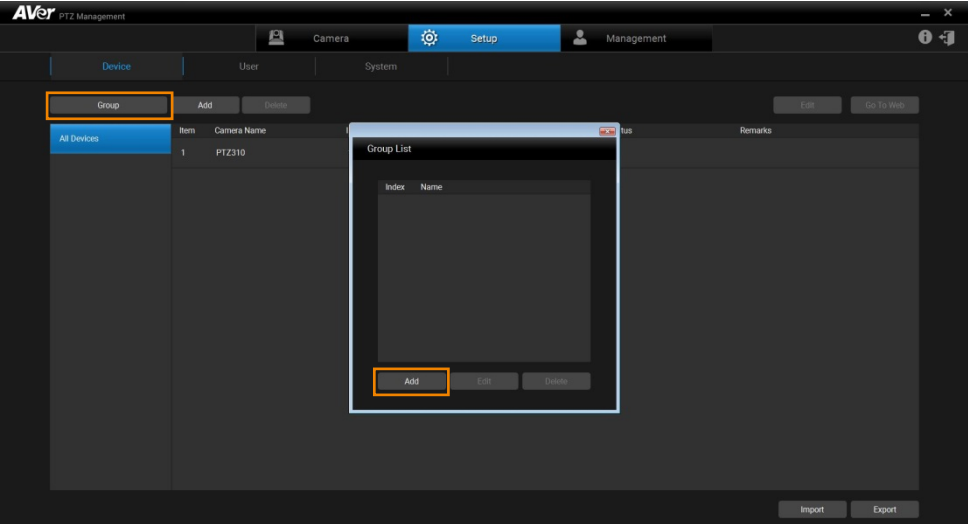 AVer PTZ Management
Camera Setup Management
Device User System
Group Add Delete Edit Go To Web
All Devices
Item Camera Name tus Remarks
1 PTZ310
Group List
Index Name
Add Edit Delete
Import Export